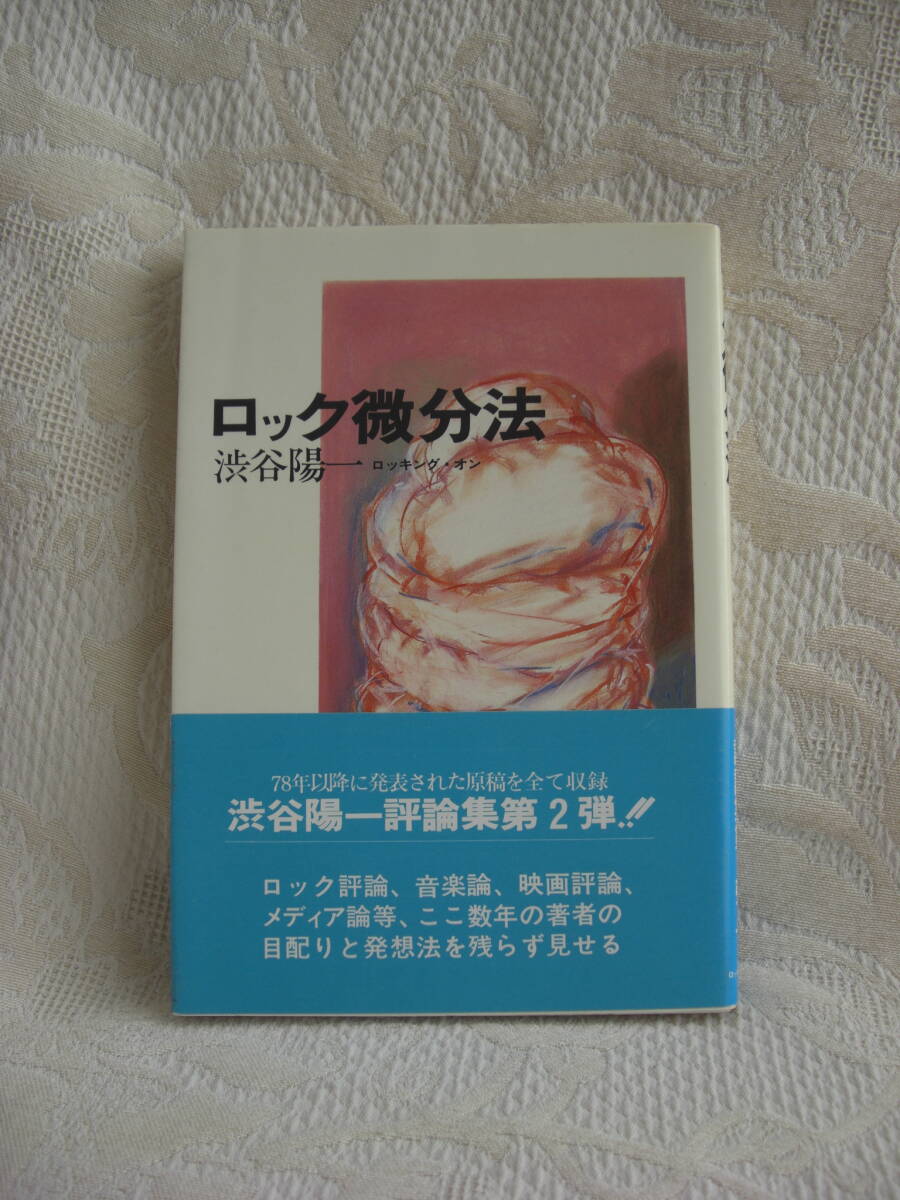 ロック微分法
渋谷陽一 ロッキング・オン
78年以降に発表された原稿を全て収録
渋谷陽一評論集第2弾!!
ロック評論、音楽論、映画評論、
メディア論等、ここ数年の著者の
目配りと発想法を残らず見せる